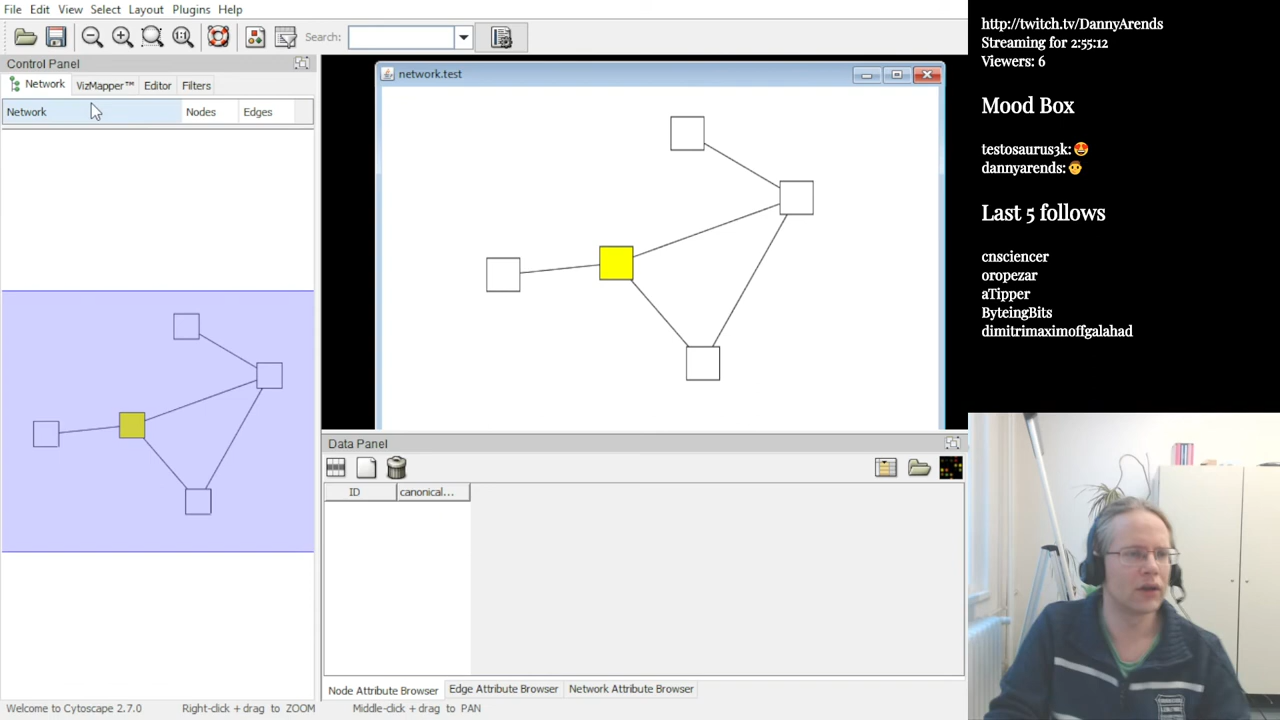 File Edit View Select Layout Plugins Help
Search:
Control Panel
Network VizMapper™ Editor Filters
Network Nodes Edges
network.test
Data Panel
ID canonical...
Node Attribute Browser Edge Attribute Browser Network Attribute Browser
Welcome to Cytoscape 2.7.0 Right-click + drag to ZOOM Middle-click + drag to PAN
http://twitch.tv/DannyArends
Streaming for 2:55:12
Viewers: 6
Mood Box
testosaurus3k: 😍
dannyarends: 👨
Last 5 follows
cnsciencer
oropezar
aTipper
ByteingBits
dimitrimaximoffgalahad